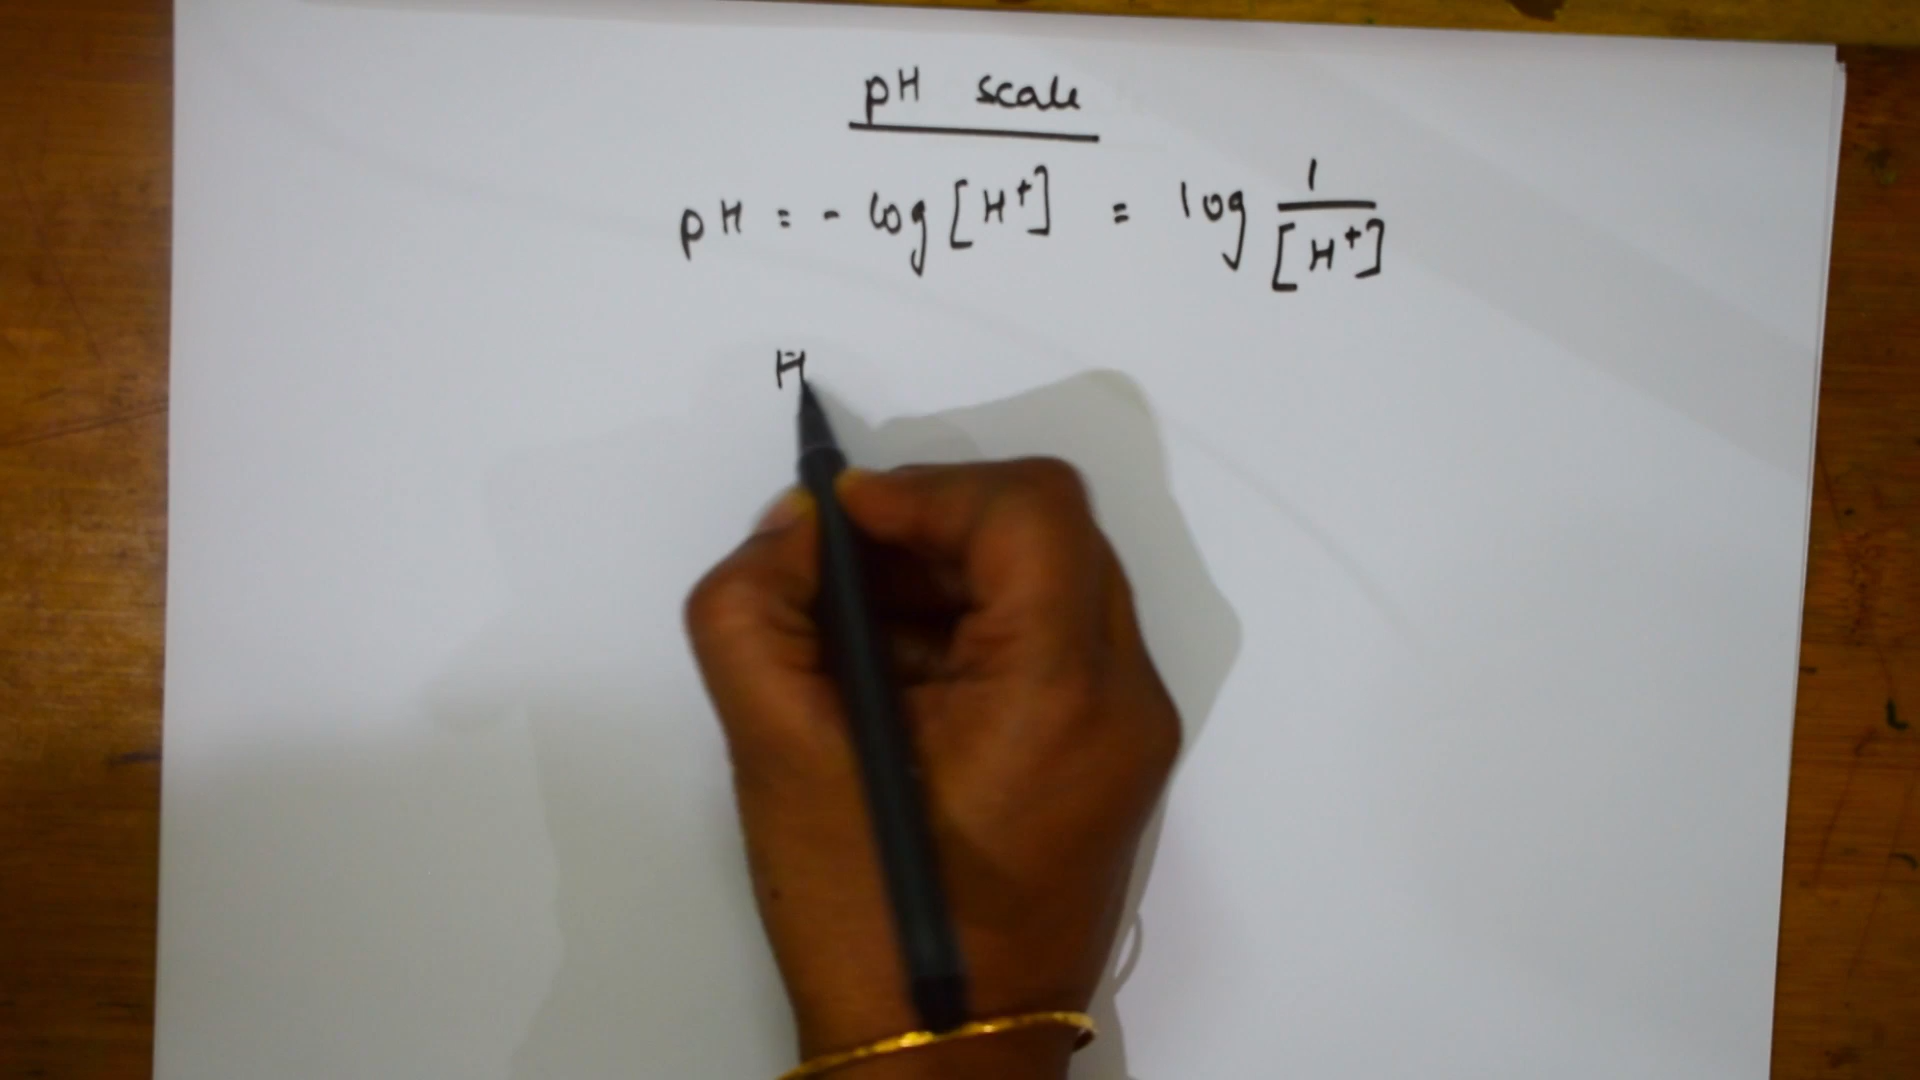 pH scale
pH = - log [H⁺] = log 1/[H⁺]
H